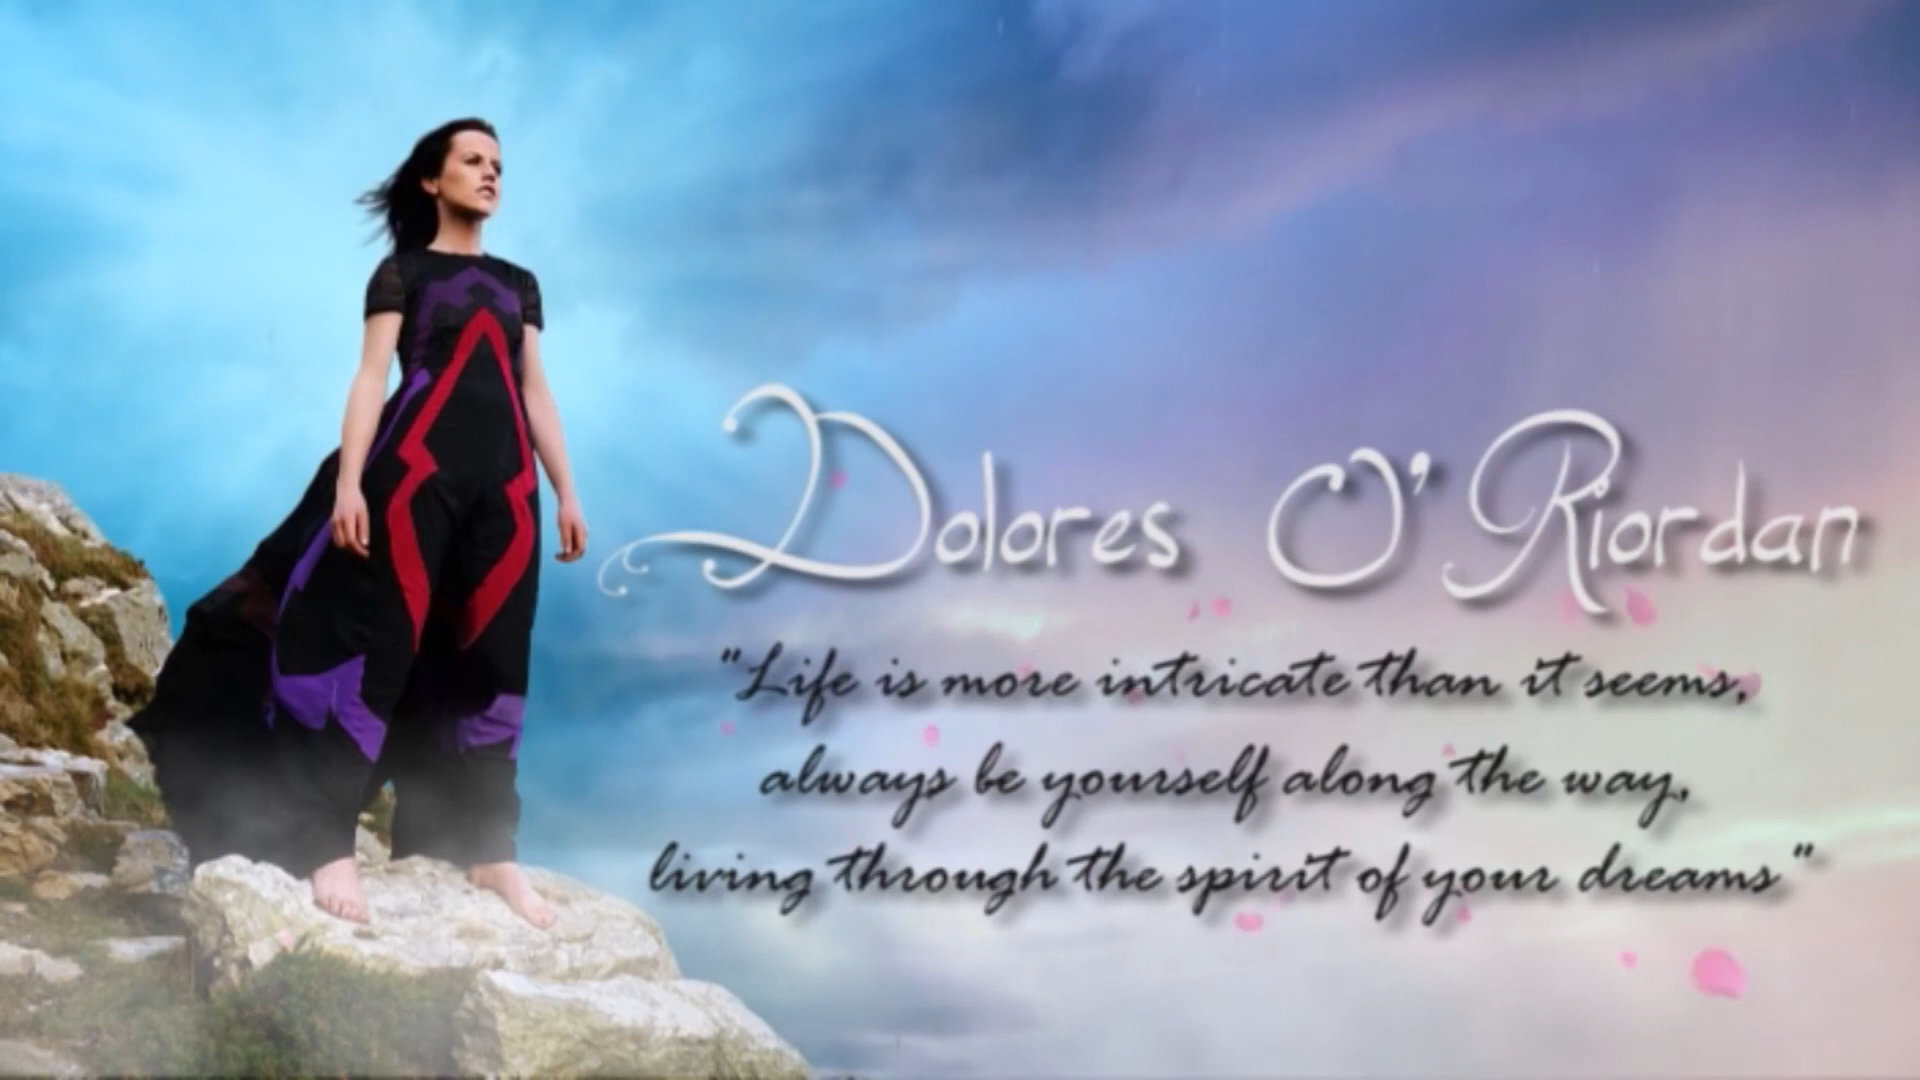 Dolores O'Riordan
"Life is more intricate than it seems,
always be yourself along the way,
living through the spirit of your dreams"